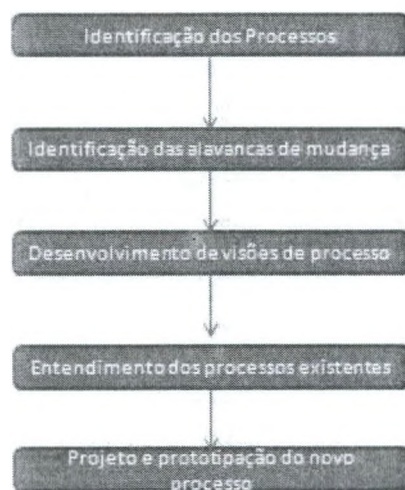 Identificação dos Processos
Identificação das alavancas de mudança
Desenvolvimento de visões de processo
Entendimento dos processos existentes
Projeto e prototipação do novo
processo